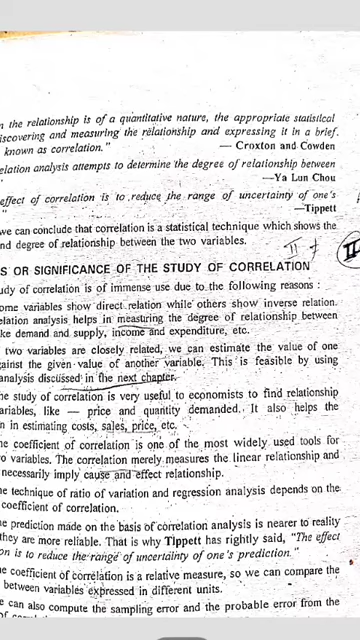 n the relationship is of a quantitative nature, the appropriate statistical
iscovering and measuring the relationship and expressing it in a brief.
known as correlation."
— Croxton and Cowden
elation analysis attempts to determine the degree of relationship between
—Ya Lun Chou
effect of correlation is to reduce the range of uncertainty of one's
"
—Tippett
we can conclude that correlation is a statistical technique which shows the
nd degree of relationship between the two variables.
II
S OR SIGNIFICANCE OF THE STUDY OF CORRELATION
udy of correlation is of immense use due to the following reasons :
ome variables show direct relation while others show inverse relation.
elation analysis helps in measuring the degree of relationship between
ke demand and supply, income and expenditure, etc.
two variables are closely related, we can estimate the value of one
gainst the given value of another variable. This is feasible by using
analysis discussed in the next chapter.
he study of correlation is very useful to economists to find relationship
ariables, like — price and quantity demanded. It also helps the
n in estimating costs, sales, price, etc.
he coefficient of correlation is one of the most widely used tools for
o variables. The correlation merely measures the linear relationship and
necessarily imply cause and effect relationship.
he technique of ratio of variation and regression analysis depends on the
coefficient of correlation.
he prediction made on the basis of correlation analysis is nearer to reality
they are more reliable. That is why Tippett has rightly said, "The effect
on is to reduce the range of uncertainty of one's prediction."
he coefficient of correlation is a relative measure, so we can compare the
between variables expressed in different units.
e can also compute the sampling error and the probable error from the